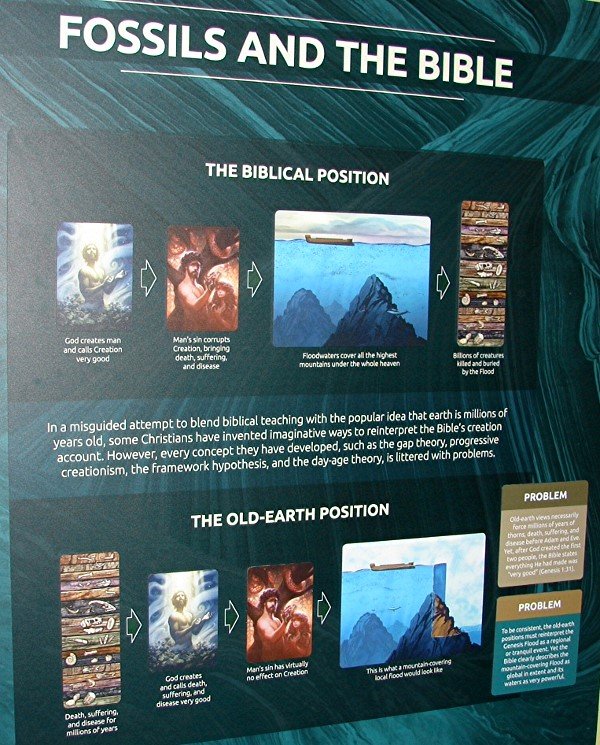 FOSSILS AND THE BIBLE
THE BIBLICAL POSITION
God creates man
and calls Creation
very good
Man's sin corrupts
Creation, bringing
death, suffering,
and disease
Floodwaters cover all the highest
mountains under the whole heaven
Billions of creatures
killed and buried
by the Flood
In a misguided attempt to blend biblical teaching with the popular idea that earth is millions of
years old, some Christians have invented imaginative ways to reinterpret the Bible's creation
account. However, every concept they have developed, such as the gap theory, progressive
creationism, the framework hypothesis, and the day-age theory, is littered with problems.
THE OLD-EARTH POSITION
Death, suffering,
and disease for
millions of years
God creates
and calls death,
suffering, and
disease very good
Man's sin has virtually
no effect on Creation
This is what a mountain-covering
local flood would look like
PROBLEM
Old-earth views necessarily
force millions of years of
thorns, death, suffering, and
disease before Adam and Eve.
Yet, after God created the first
two people, the Bible states
everything He had made was
"very good" (Genesis 1:31).
PROBLEM
To be consistent, the old-earth
positions must reinterpret the
Genesis Flood as a regional
or tranquil event. Yet the
Bible clearly describes the
mountain-covering Flood as
global in extent and its
waters as very powerful.